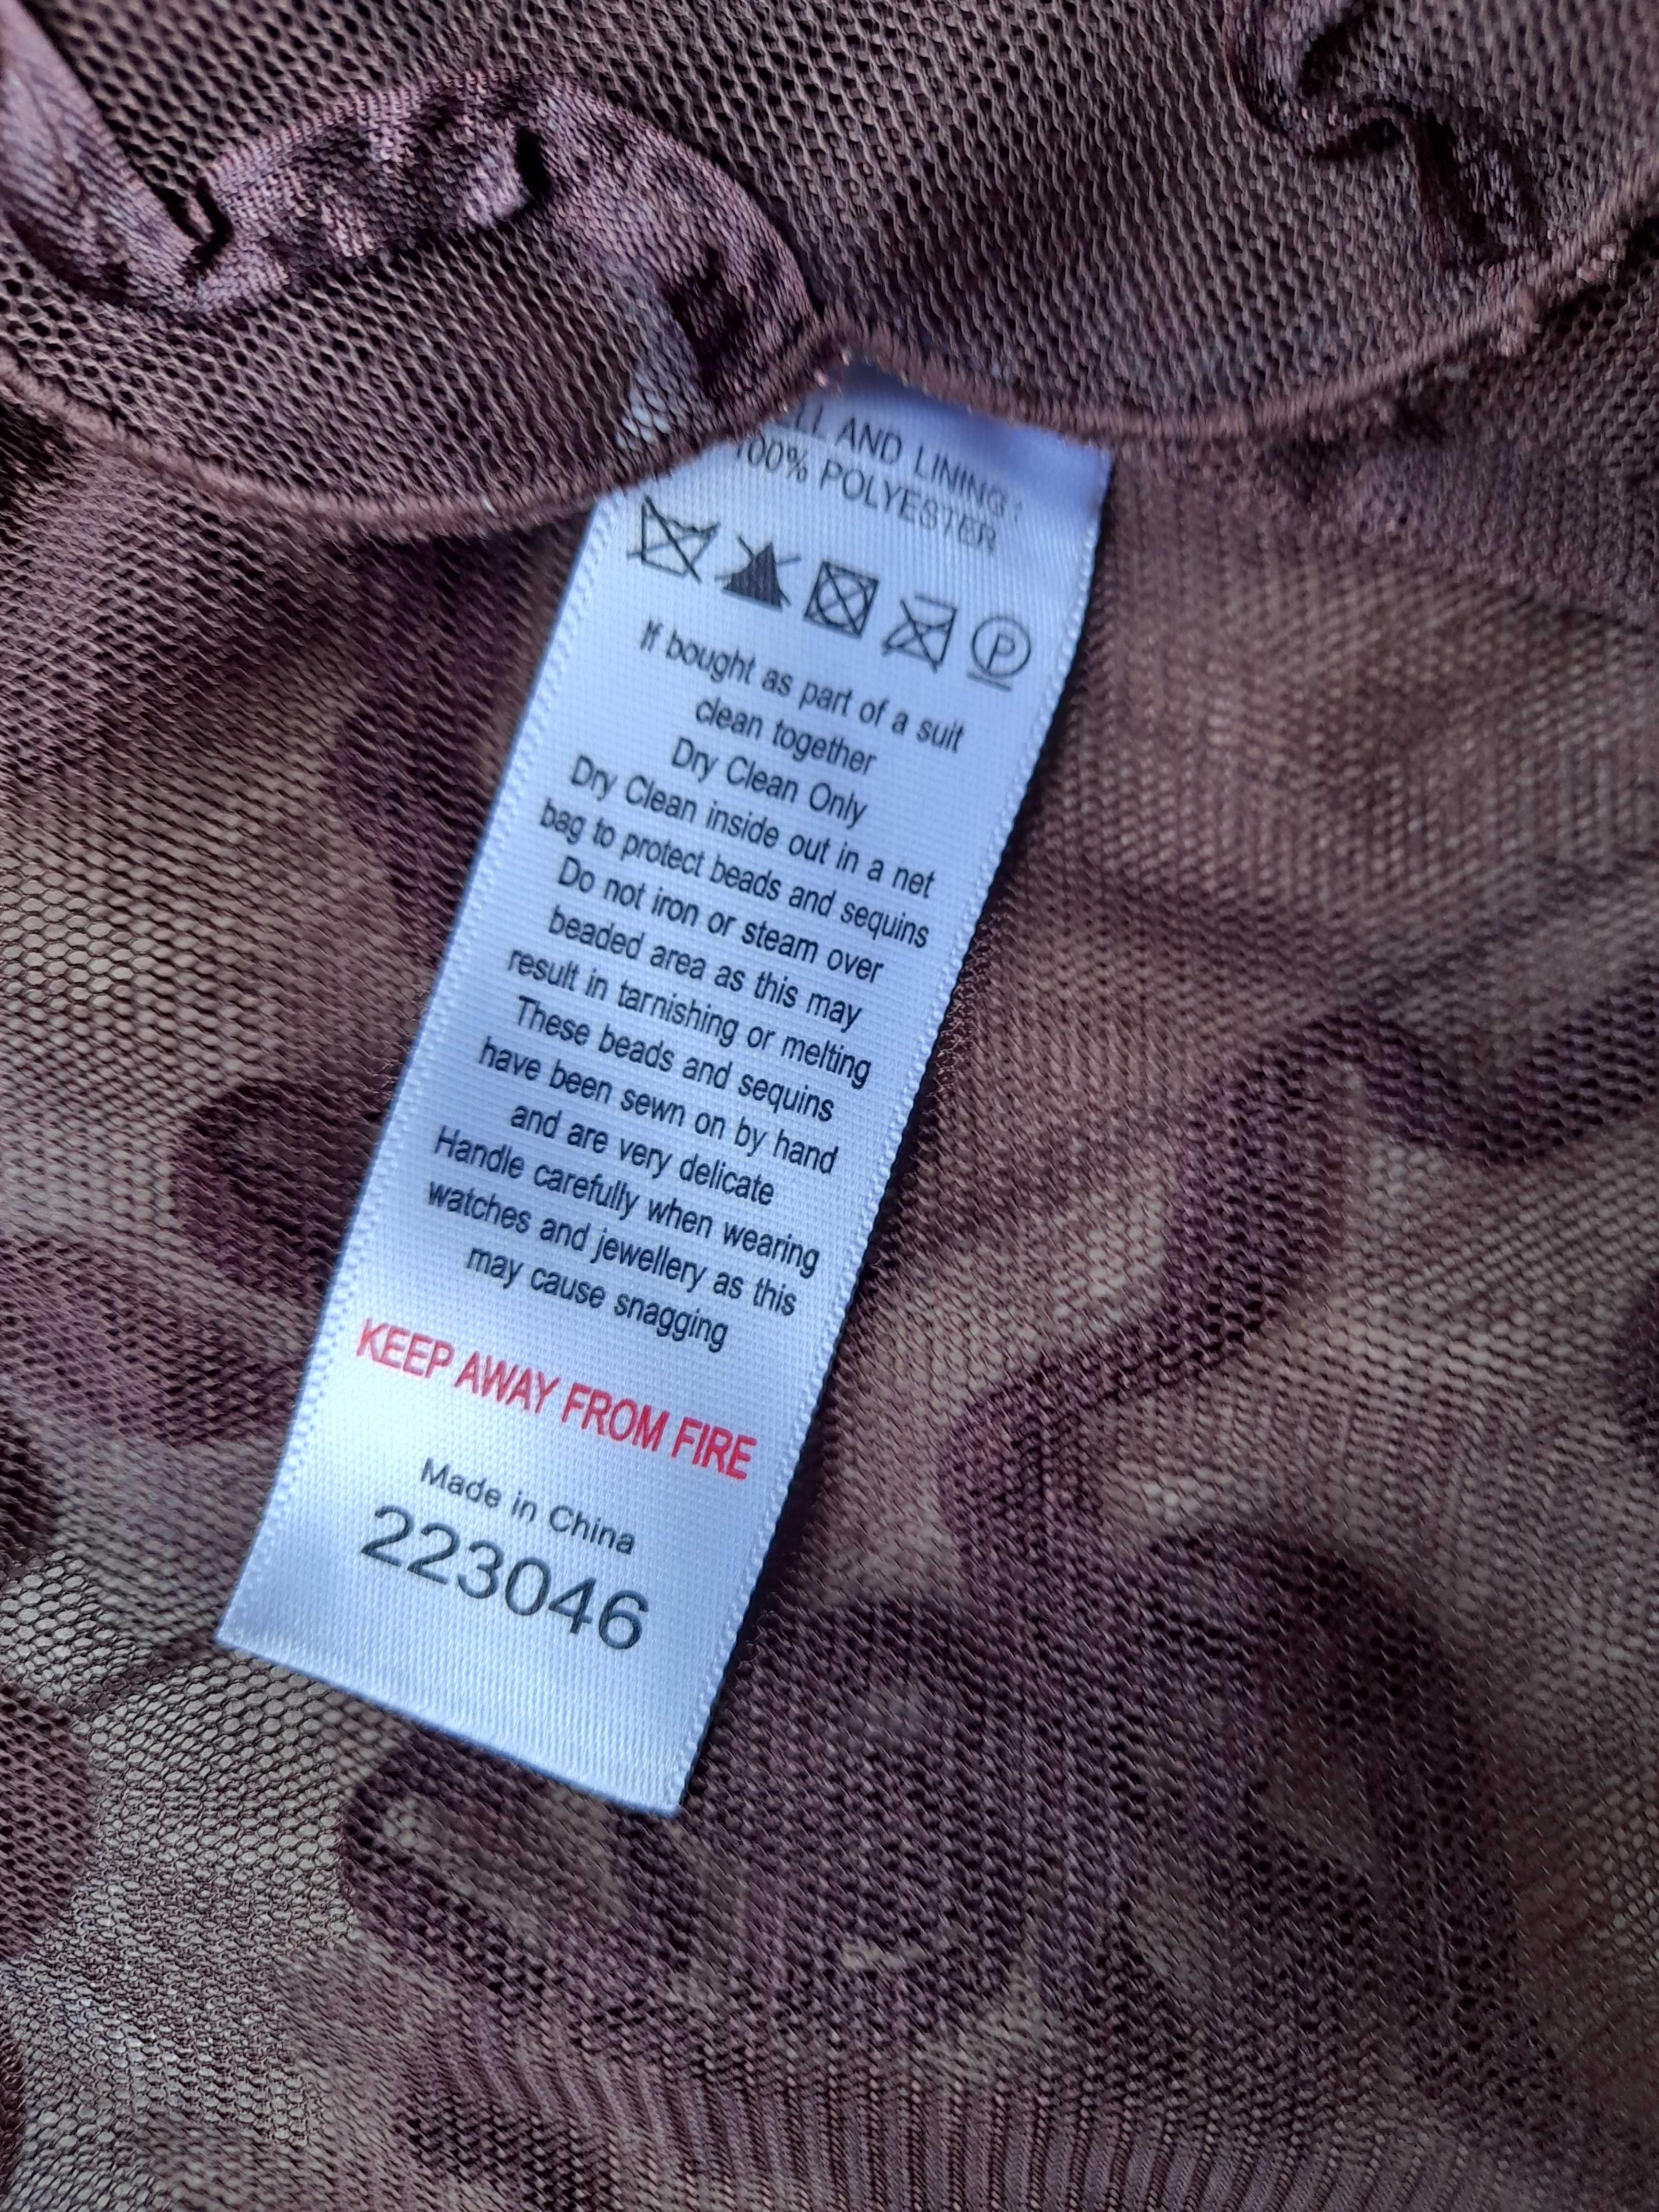 AND LINING:
100% POLYESTER
P
If bought as part of a suit
clean together
Dry Clean Only
Dry Clean inside out in a net
bag to protect beads and sequins
Do not iron or steam over
beaded area as this may
result in tarnishing or melting
These beads and sequins
have been sewn on by hand
and are very delicate
Handle carefully when wearing
watches and jewellery as this
may cause snagging
KEEP AWAY FROM FIRE
Made in China
223046